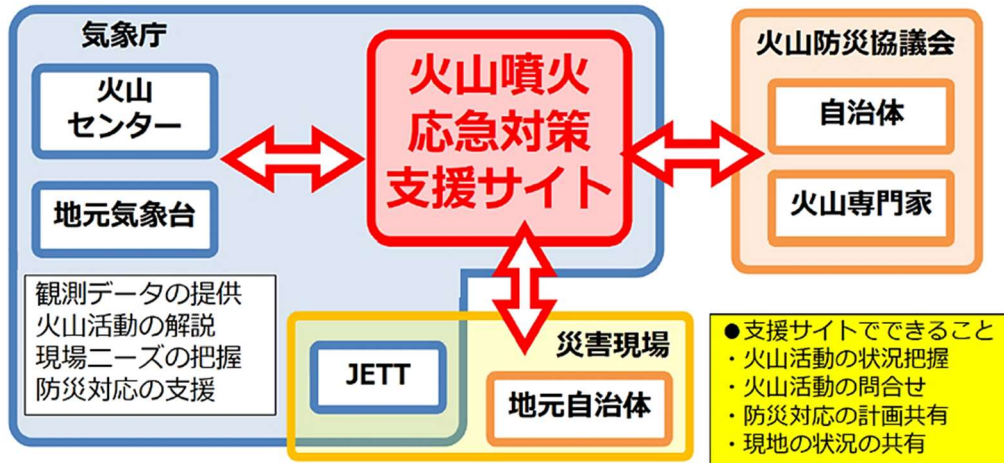 気象庁
火山
センター
地元気象台
観測データの提供
火山活動の解説
現場ニーズの把握
防災対応の支援
火山噴火
応急対策
支援サイト
火山防災協議会
自治体
火山専門家
災害現場
JETT
地元自治体
●支援サイトでできること
・火山活動の状況把握
・火山活動の問合せ
・防災対応の計画共有
・現地の状況の共有